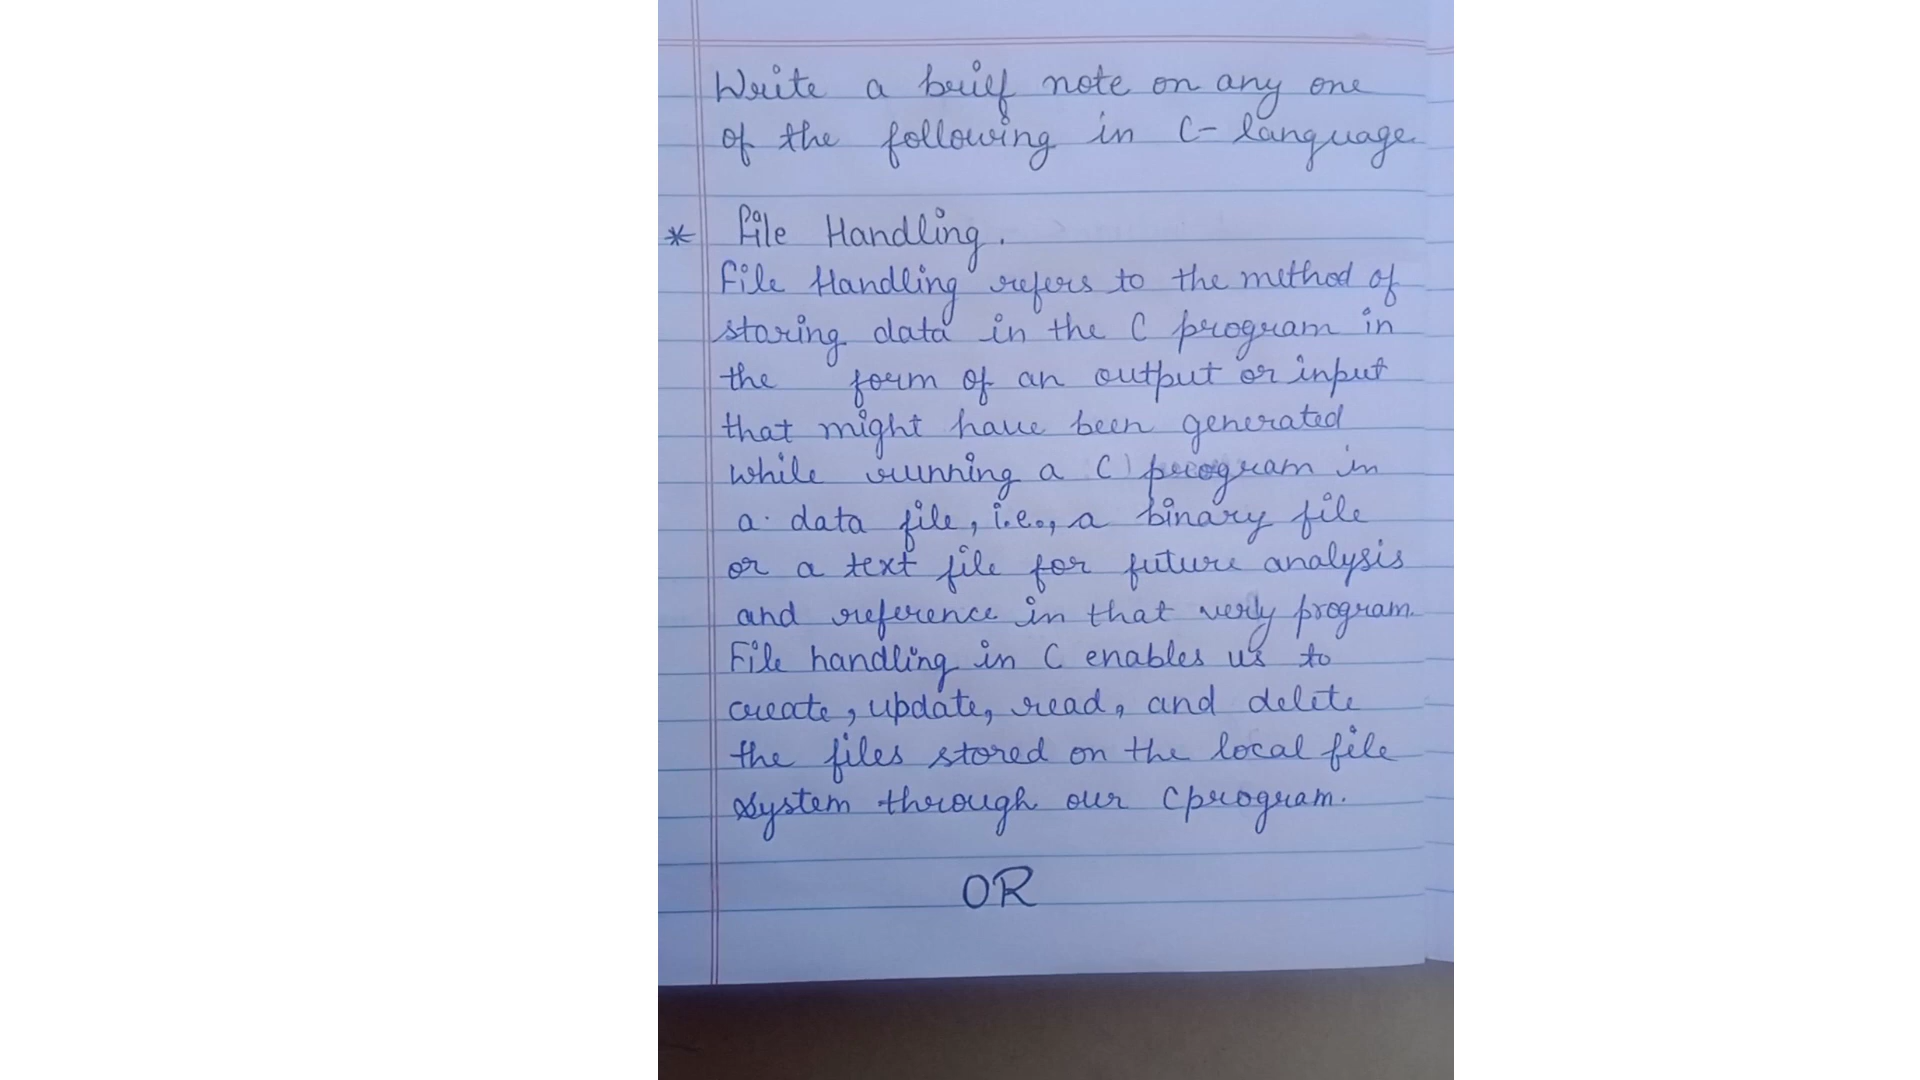 Write a brief note on any one
of the following in C- language
* File Handling.
File Handling refers to the method of
storing data in the C program in
the form of an output or input
that might have been generated
while running a C program in
a data file, i.e., a binary file
or a text file for future analysis
and reference in that very program.
File handling in C enables us to
create, update, read, and delete
the files stored on the local file
system through our C program.
OR